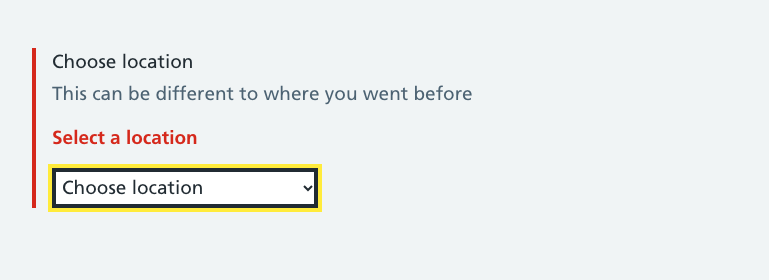 Choose location
This can be different to where you went before
Select a location
Choose location